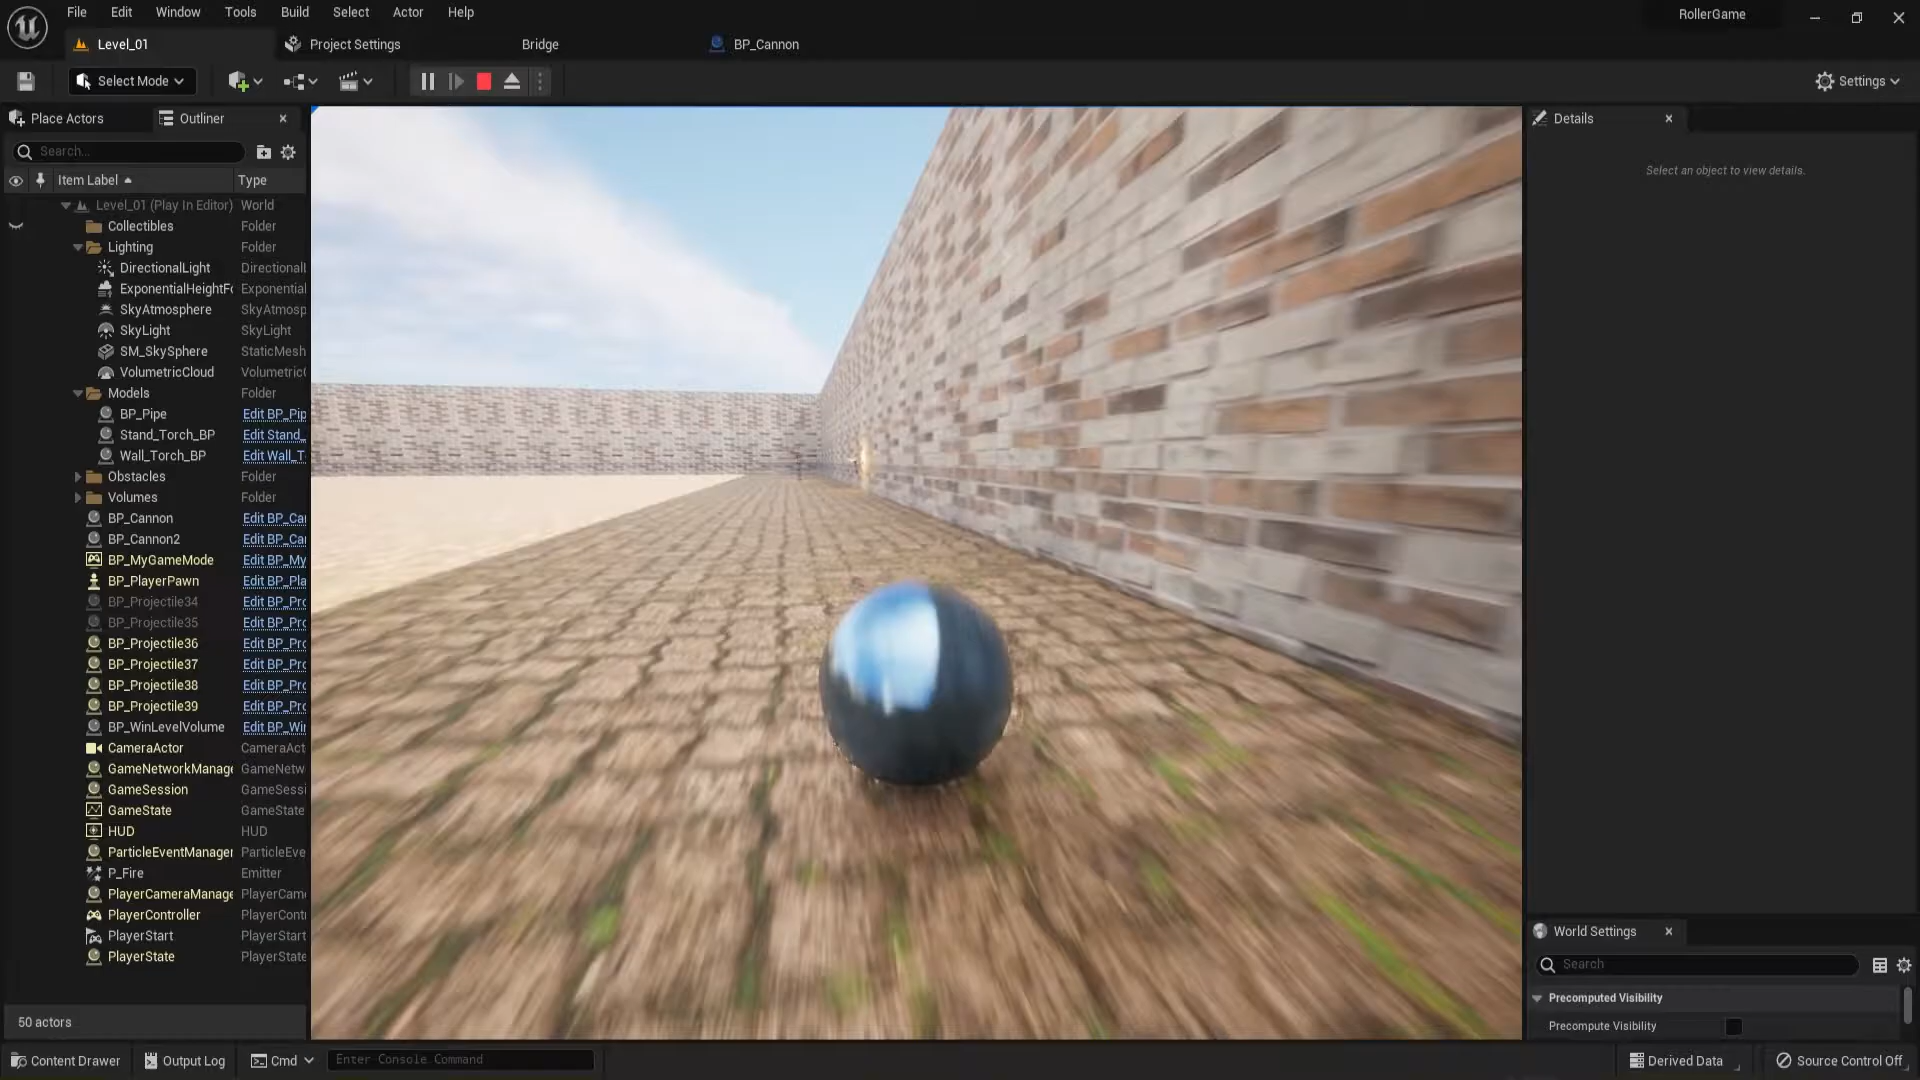 File Edit Window Tools Build Select Actor Help
RollerGame
Level_01
Project Settings
Bridge
BP_Cannon
Select Mode
Settings
Place Actors
Outliner
Details
Search...
Select an object to view details.
Item Label Type
Level_01 (Play In Editor) World
Collectibles Folder
Lighting Folder
DirectionalLight Directional
ExponentialHeightFo Exponential
SkyAtmosphere SkyAtmosp
SkyLight SkyLight
SM_SkySphere StaticMesh
VolumetricCloud Volumetric
Models Folder
BP_Pipe Edit BP_Pip
Stand_Torch_BP Edit Stand_
Wall_Torch_BP Edit Wall_T
Obstacles Folder
Volumes Folder
BP_Cannon Edit BP_Ca
BP_Cannon2 Edit BP_Ca
BP_MyGameMode Edit BP_My
BP_PlayerPawn Edit BP_Pla
BP_Projectile34 Edit BP_Pro
BP_Projectile35 Edit BP_Pro
BP_Projectile36 Edit BP_Pro
BP_Projectile37 Edit BP_Pro
BP_Projectile38 Edit BP_Pro
BP_Projectile39 Edit BP_Pro
BP_WinLevelVolume Edit BP_Wi
CameraActor CameraAct
GameNetworkManage GameNetw
GameSession GameSessi
GameState GameState
HUD HUD
ParticleEventManager ParticleEve
P_Fire Emitter
PlayerCameraManage PlayerCam
PlayerController PlayerCont
PlayerStart PlayerStart
PlayerState PlayerState
World Settings
Search
Precomputed Visibility
Precompute Visibility
50 actors
Content Drawer
Output Log
Cmd
Enter Console Command
Derived Data
Source Control Off